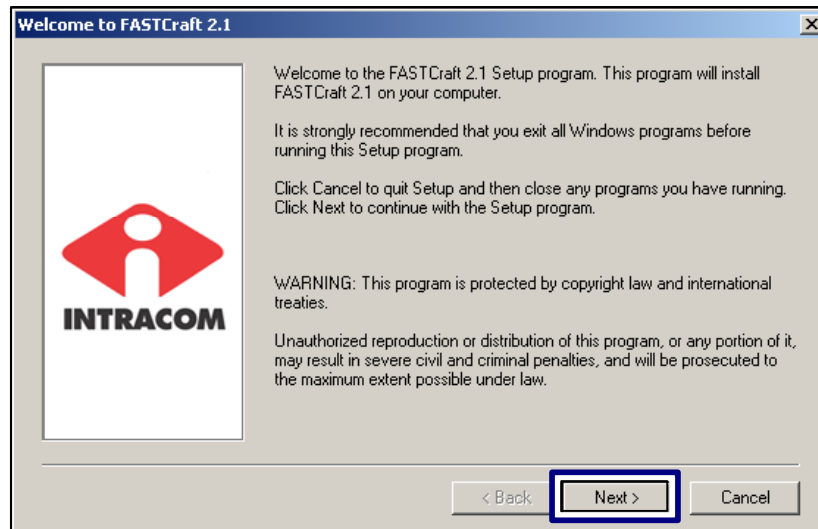 Welcome to FASTCraft 2.1
Welcome to the FASTCraft 2.1 Setup program. This program will install
FASTCraft 2.1 on your computer.
It is strongly recommended that you exit all Windows programs before
running this Setup program.
Click Cancel to quit Setup and then close any programs you have running.
Click Next to continue with the Setup program.
INTRACOM
WARNING: This program is protected by copyright law and international
treaties.
Unauthorized reproduction or distribution of this program, or any portion of it,
may result in severe civil and criminal penalties, and will be prosecuted to
the maximum extent possible under law.
< Back
Next >
Cancel